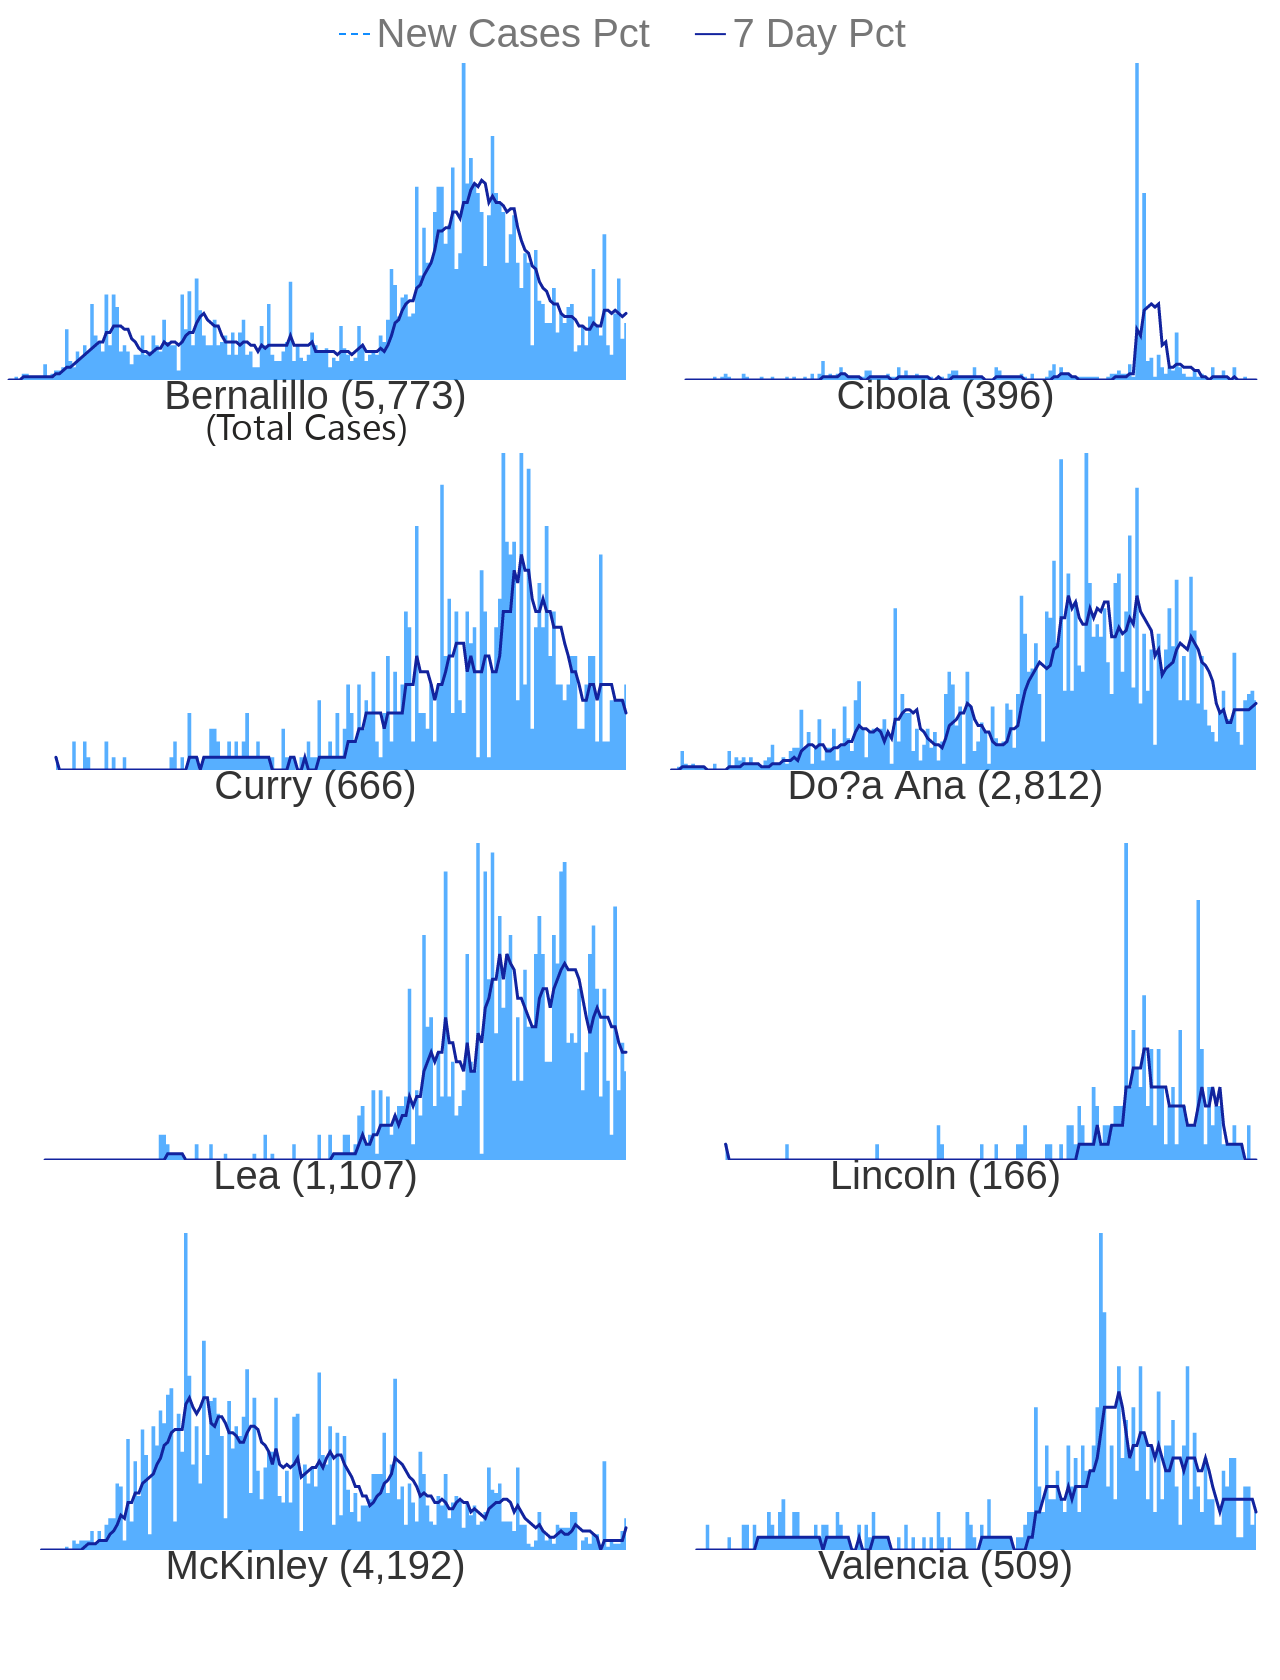 New Cases Pct 7 Day Pct
Bernalillo (5,773) Cibola (396)
(Total Cases)
Curry (666) Do?a Ana (2,812)
Lea (1,107) Lincoln (166)
McKinley (4,192) Valencia (509)